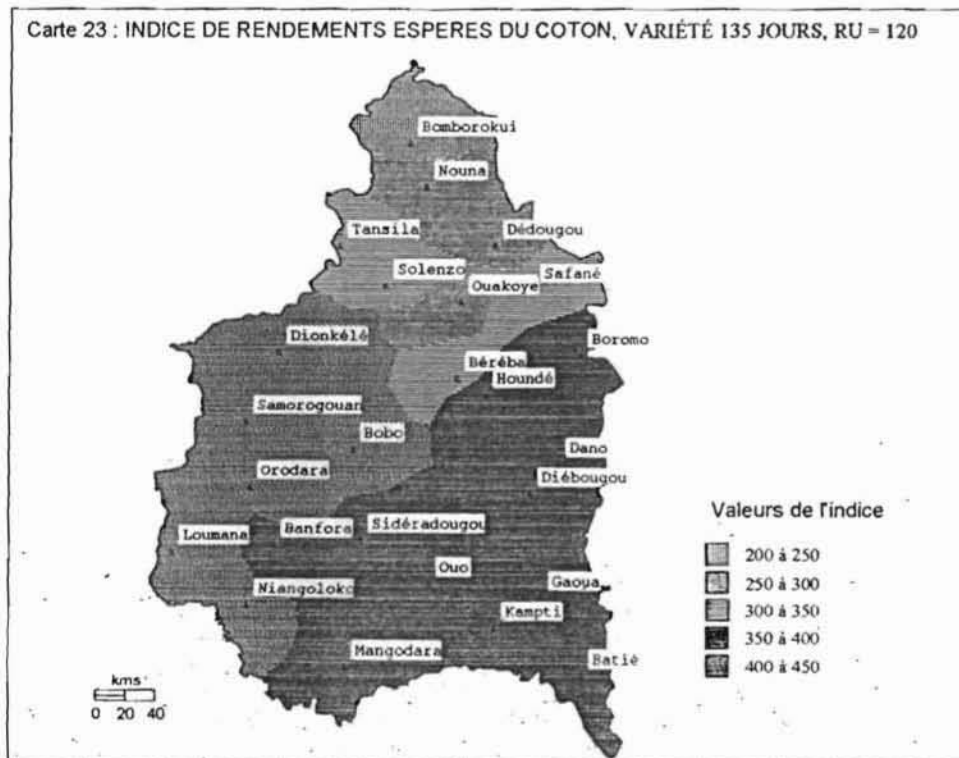 Carte 23 : INDICE DE RENDEMENTS ESPERES DU COTON, VARIÉTÉ 135 JOURS, RU = 120
Bomborokui
Nouna
Tansila
Dédougou
Solenzo
Safané
Ouakoye
Dionkélé
Boromo
Béréba
Houndé
Samorogouan
Bobo
Dano
Orodara
Diébougou
Valeurs de l'indice
Loumana
Banfora
Sidéradougou
200 à 250
Ouo
250 à 300
Niangoloko
Gaoua
300 à 350
Kampti
350 à 400
Mangodara
Batié
400 à 450
kms
0 20 40